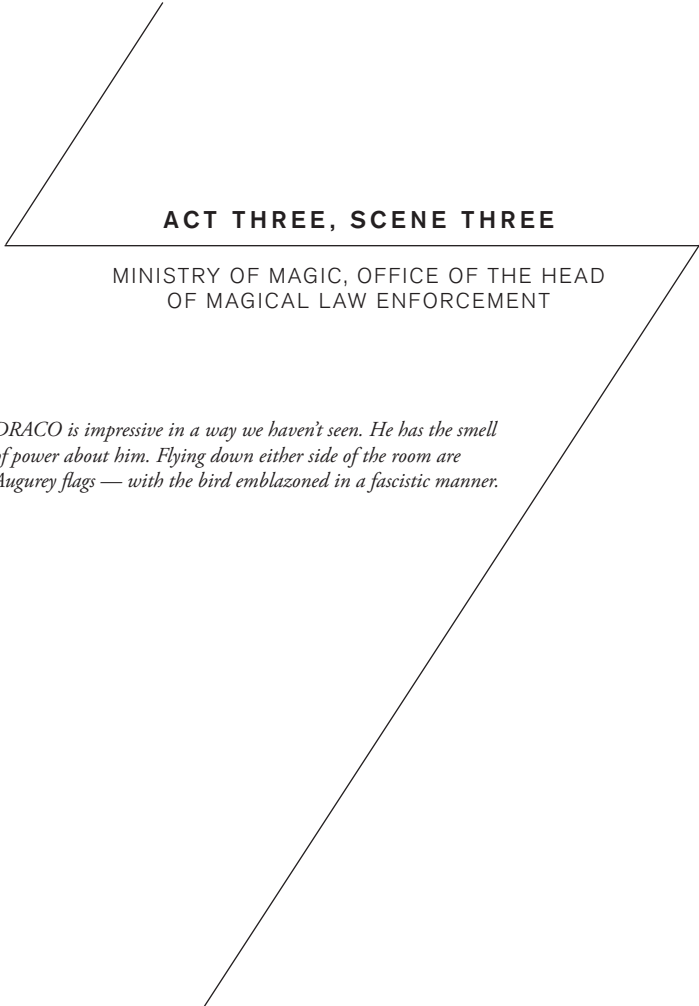 ACT THREE, SCENE THREE
MINISTRY OF MAGIC, OFFICE OF THE HEAD
OF MAGICAL LAW ENFORCEMENT
DRACO is impressive in a way we haven’t seen. He has the smell
of power about him. Flying down either side of the room are
Augurey flags — with the bird emblazoned in a fascistic manner.